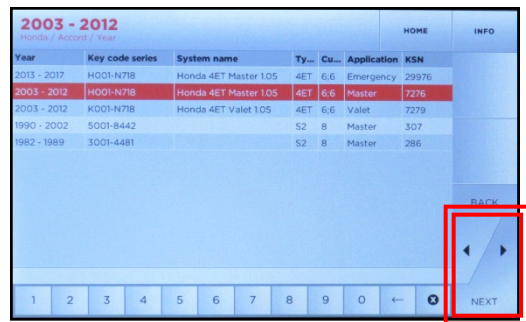 2003 - 2012
Honda / Accord / Year
HOME
INFO
Year Key code series System name Ty... Cu... Application KSN
2013 - 2017 H001-N718 Honda 4ET Master 1.05 4ET 6;6 Emergency 29976
2003 - 2012 H001-N718 Honda 4ET Master 1.05 4ET 6;6 Master 7276
2003 - 2012 K001-N718 Honda 4ET Valet 1.05 4ET 6;6 Valet 7279
1990 - 2002 5001-8442 S2 8 Master 307
1982 - 1989 3001-4481 S2 8 Master 286
BACK
1 2 3 4 5 6 7 8 9 0 ←
NEXT